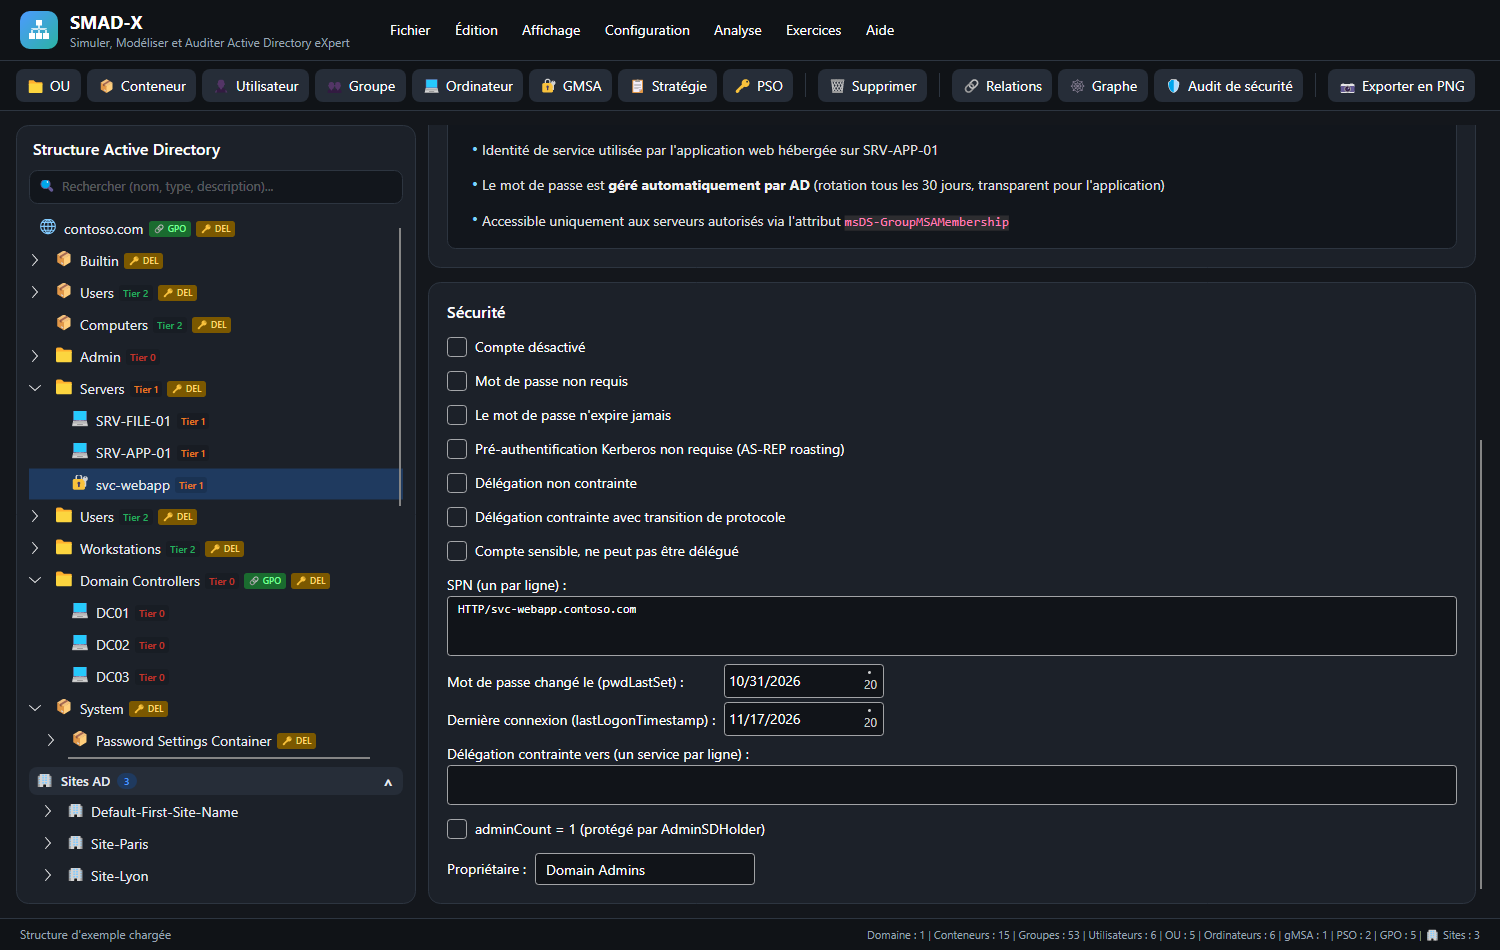 SMAD-X
Simuler, Modéliser et Auditer Active Directory eXpert
Fichier Édition Affichage Configuration Analyse Exercices Aide
OU Conteneur Utilisateur Groupe Ordinateur GMSA Stratégie PSO Supprimer Relations Graphe Audit de sécurité Exporter en PNG
Structure Active Directory
Rechercher (nom, type, description)...
contoso.com GPO DEL
Builtin DEL
Users Tier 2 DEL
Computers Tier 2 DEL
Admin Tier 0
Servers Tier 1 DEL
SRV-FILE-01 Tier 1
SRV-APP-01 Tier 1
svc-webapp Tier 1
Users Tier 2 DEL
Workstations Tier 2 DEL
Domain Controllers Tier 0 GPO DEL
DC01 Tier 0
DC02 Tier 0
DC03 Tier 0
System DEL
Password Settings Container DEL
Sites AD 3
Default-First-Site-Name
Site-Paris
Site-Lyon
• Identité de service utilisée par l'application web hébergée sur SRV-APP-01
• Le mot de passe est géré automatiquement par AD (rotation tous les 30 jours, transparent pour l'application)
• Accessible uniquement aux serveurs autorisés via l'attribut msDS-GroupMSAMembership
Sécurité
Compte désactivé
Mot de passe non requis
Le mot de passe n'expire jamais
Pré-authentification Kerberos non requise (AS-REP roasting)
Délégation non contrainte
Délégation contrainte avec transition de protocole
Compte sensible, ne peut pas être délégué
SPN (un par ligne) :
HTTP/svc-webapp.contoso.com
Mot de passe changé le (pwdLastSet) : 10/31/2026 20
Dernière connexion (lastLogonTimestamp) : 11/17/2026 20
Délégation contrainte vers (un service par ligne) :
adminCount = 1 (protégé par AdminSDHolder)
Propriétaire : Domain Admins
Structure d'exemple chargée
Domaine : 1 | Conteneurs : 15 | Groupes : 53 | Utilisateurs : 6 | OU : 5 | Ordinateurs : 6 | gMSA : 1 | PSO : 2 | GPO : 5 | Sites : 3